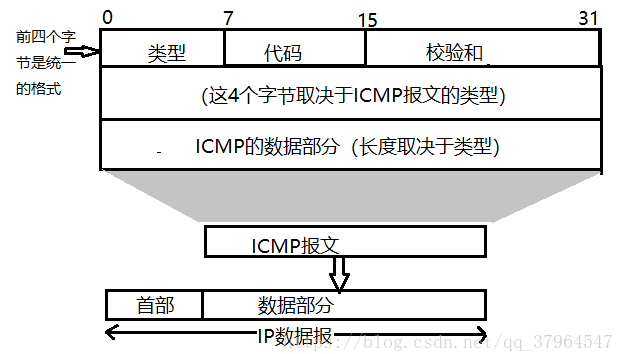 0 7 15 31
前四个字
节是统一
的格式
类型 代码 校验和
(这4个字节取决于ICMP报文的类型)
ICMP的数据部分（长度取决于类型）
ICMP报文
首部 数据部分
IP数据报
https://blog.csdn.net/qq_37964547